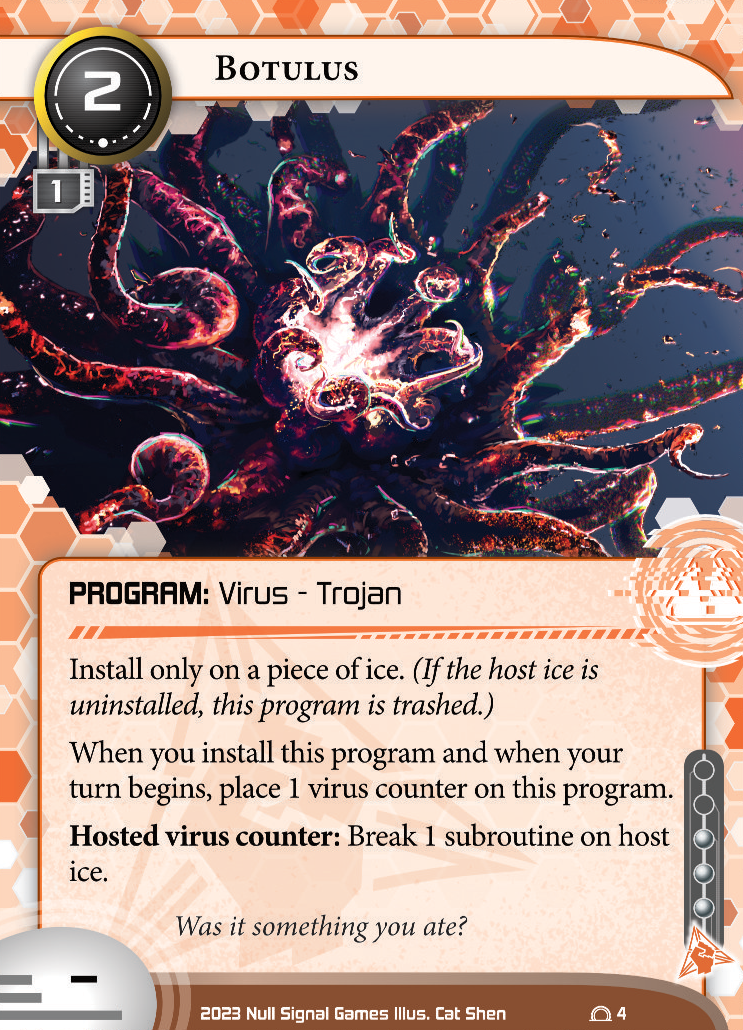 2
BOTULUS
1
PROGRAM: Virus - Trojan
Install only on a piece of ice. (If the host ice is
uninstalled, this program is trashed.)
When you install this program and when your
turn begins, place 1 virus counter on this program.
Hosted virus counter: Break 1 subroutine on host
ice.
Was it something you ate?
2023 Null Signal Games Illus. Cat Shen
4